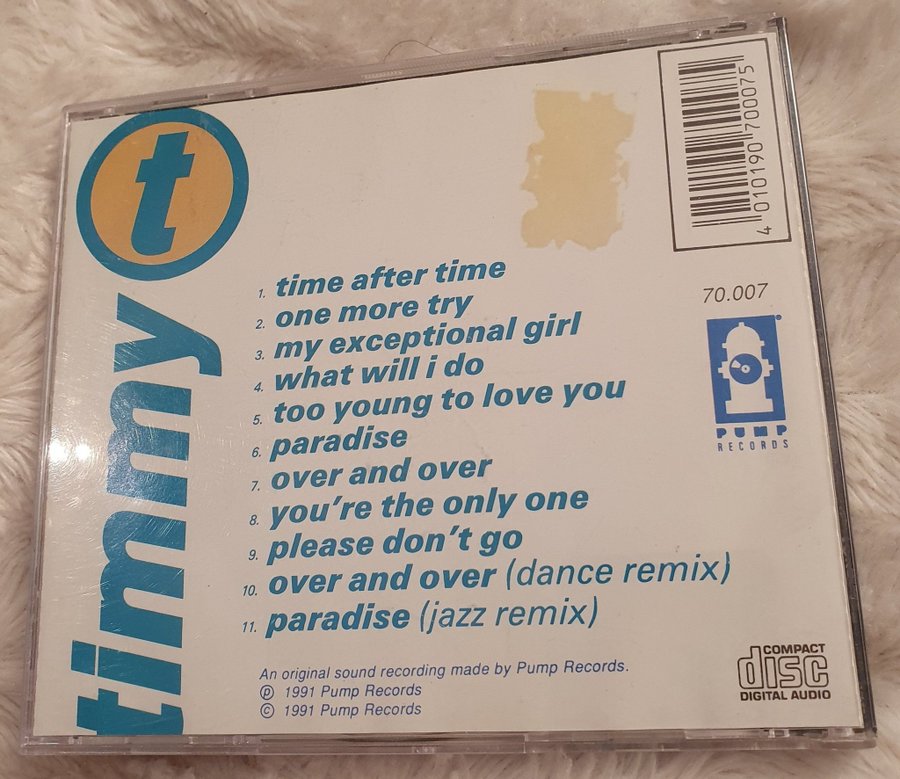 t
timmy
4 010190 700075
70.007
PUMP
RECORDS
1. time after time
2. one more try
3. my exceptional girl
4. what will i do
5. too young to love you
6. paradise
7. over and over
8. you're the only one
9. please don't go
10. over and over (dance remix)
11. paradise (jazz remix)
An original sound recording made by Pump Records.
℗ 1991 Pump Records
© 1991 Pump Records
COMPACT
disc
DIGITAL AUDIO